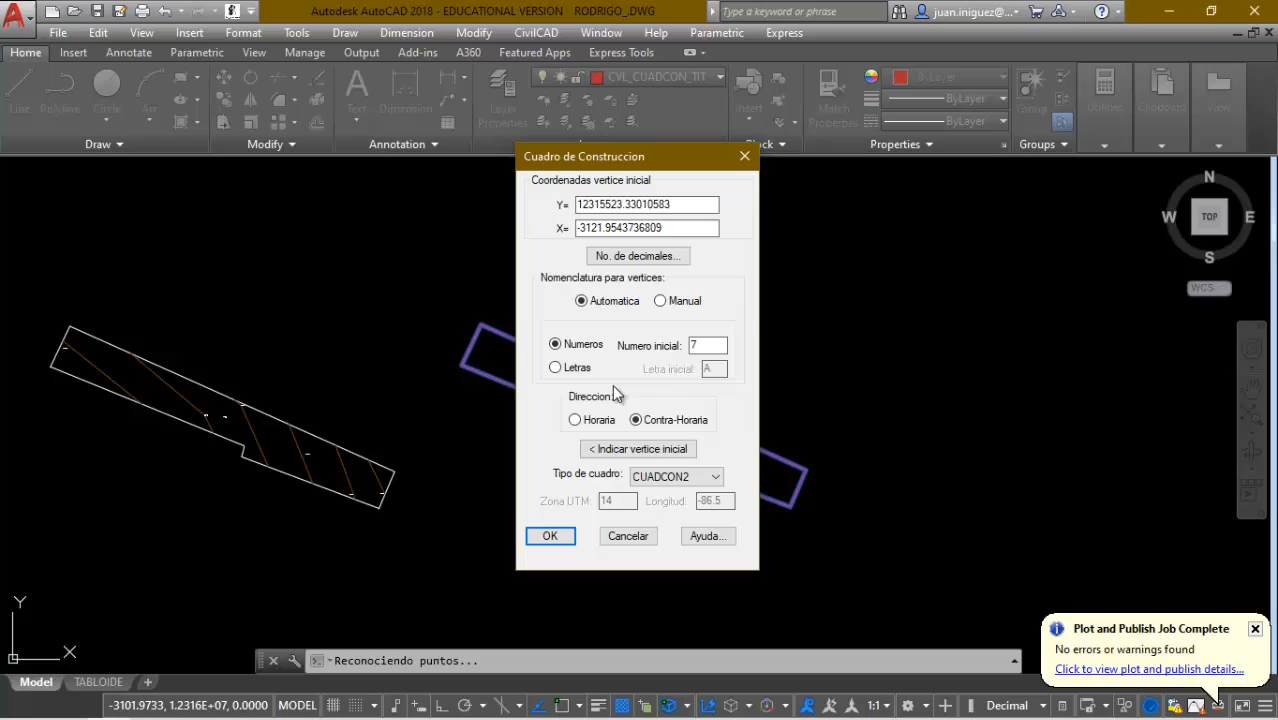 Autodesk AutoCAD 2018 - EDUCATIONAL VERSION RODRIGO_.DWG
Type a keyword or phrase
juan.iniguez@...
File Edit View Insert Format Tools Draw Dimension Modify CivilCAD Window Help Parametric Express
Home Insert Annotate Parametric View Manage Output Add-ins A360 Featured Apps Express Tools
Line Polyline Circle Arc
Text Dimension
Layer Properties
CVL_CUADCON_TIT
Insert
Match Properties
ByLayer
ByLayer
Group
Utilities
Clipboard
View
Draw Modify Annotation Block Properties Groups
Cuadro de Construccion
Coordenadas vertice inicial
Y= 12315523.33010583
X= -3121.9543736809
No. de decimales...
Nomenclatura para vertices:
Automatica Manual
Numeros Numero inicial: 7
Letras Letra inicial: A
Direccion:
Horaria Contra-Horaria
< Indicar vertice inicial
Tipo de cuadro: CUADCON2
Zona UTM: 14 Longitud: -86.5
OK Cancelar Ayuda...
N
W TOP E
S
WCS
Y
X
Reconociendo puntos...
Plot and Publish Job Complete
No errors or warnings found
Click to view plot and publish details...
Model TABLOIDE +
-3101.9733, 1.2316E+07, 0.0000 MODEL
1:1
Decimal